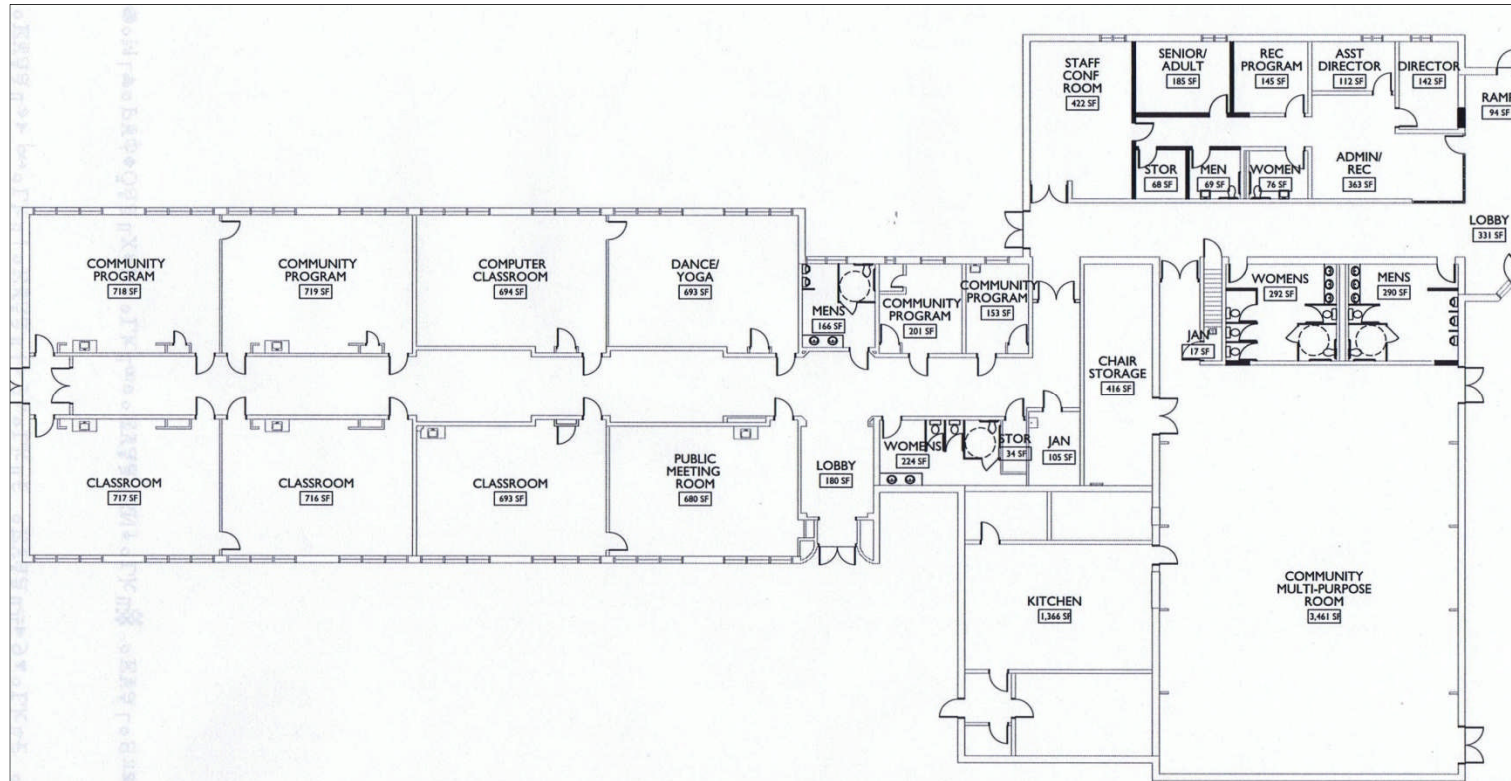 STAFF
CONF
ROOM
422 SF
SENIOR/
ADULT
185 SF
REC
PROGRAM
145 SF
ASST
DIRECTOR
112 SF
DIRECTOR
142 SF
RAMP
94 SF
STOR
68 SF
MEN
69 SF
WOMEN
76 SF
ADMIN/
REC
363 SF
LOBBY
331 SF
COMMUNITY
PROGRAM
718 SF
COMMUNITY
PROGRAM
719 SF
COMPUTER
CLASSROOM
694 SF
DANCE/
YOGA
693 SF
MENS
166 SF
COMMUNITY
PROGRAM
201 SF
COMMUNITY
PROGRAM
153 SF
WOMENS
292 SF
MENS
290 SF
JAN
17 SF
CHAIR
STORAGE
416 SF
CLASSROOM
717 SF
CLASSROOM
716 SF
CLASSROOM
693 SF
PUBLIC
MEETING
ROOM
680 SF
LOBBY
180 SF
WOMENS
224 SF
STOR
34 SF
JAN
105 SF
KITCHEN
1,366 SF
COMMUNITY
MULTI-PURPOSE
ROOM
3,461 SF